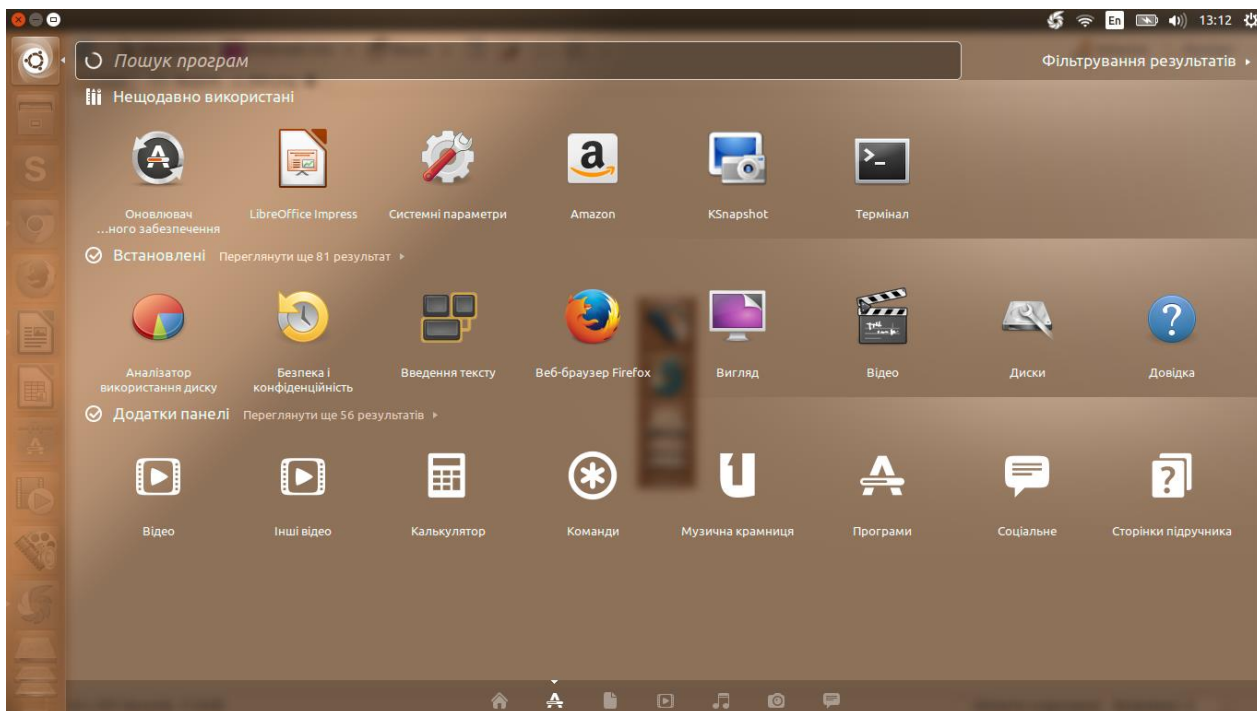 En 13:12
Пошук програм
Фільтрування результатів
Нещодавно використані
Оновлювач
...ного забезпечення
LibreOffice Impress
Системні параметри
Amazon
KSnapshot
Термінал
Встановлені Переглянути ще 81 результат
Аналізатор
використання диску
Безпека і
конфіденційність
Введення тексту
Веб-браузер Firefox
Вигляд
Відео
Диски
Довідка
Додатки панелі Переглянути ще 56 результатів
Відео
Інші відео
Калькулятор
Команди
Музична крамниця
Програми
Соціальне
Сторінки підручника